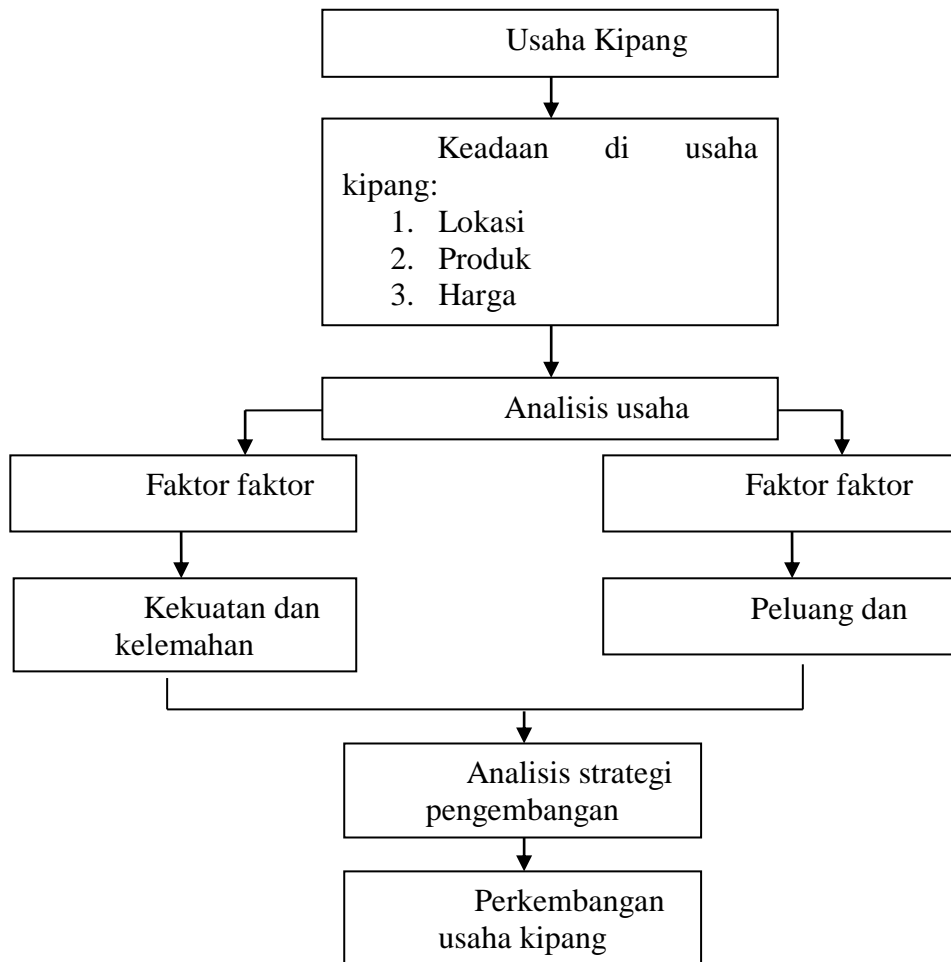 Usaha Kipang
Keadaan di usaha
kipang:
1. Lokasi
2. Produk
3. Harga
Analisis usaha
Faktor faktor
Faktor faktor
Kekuatan dan
kelemahan
Peluang dan
Analisis strategi
pengembangan
Perkembangan
usaha kipang